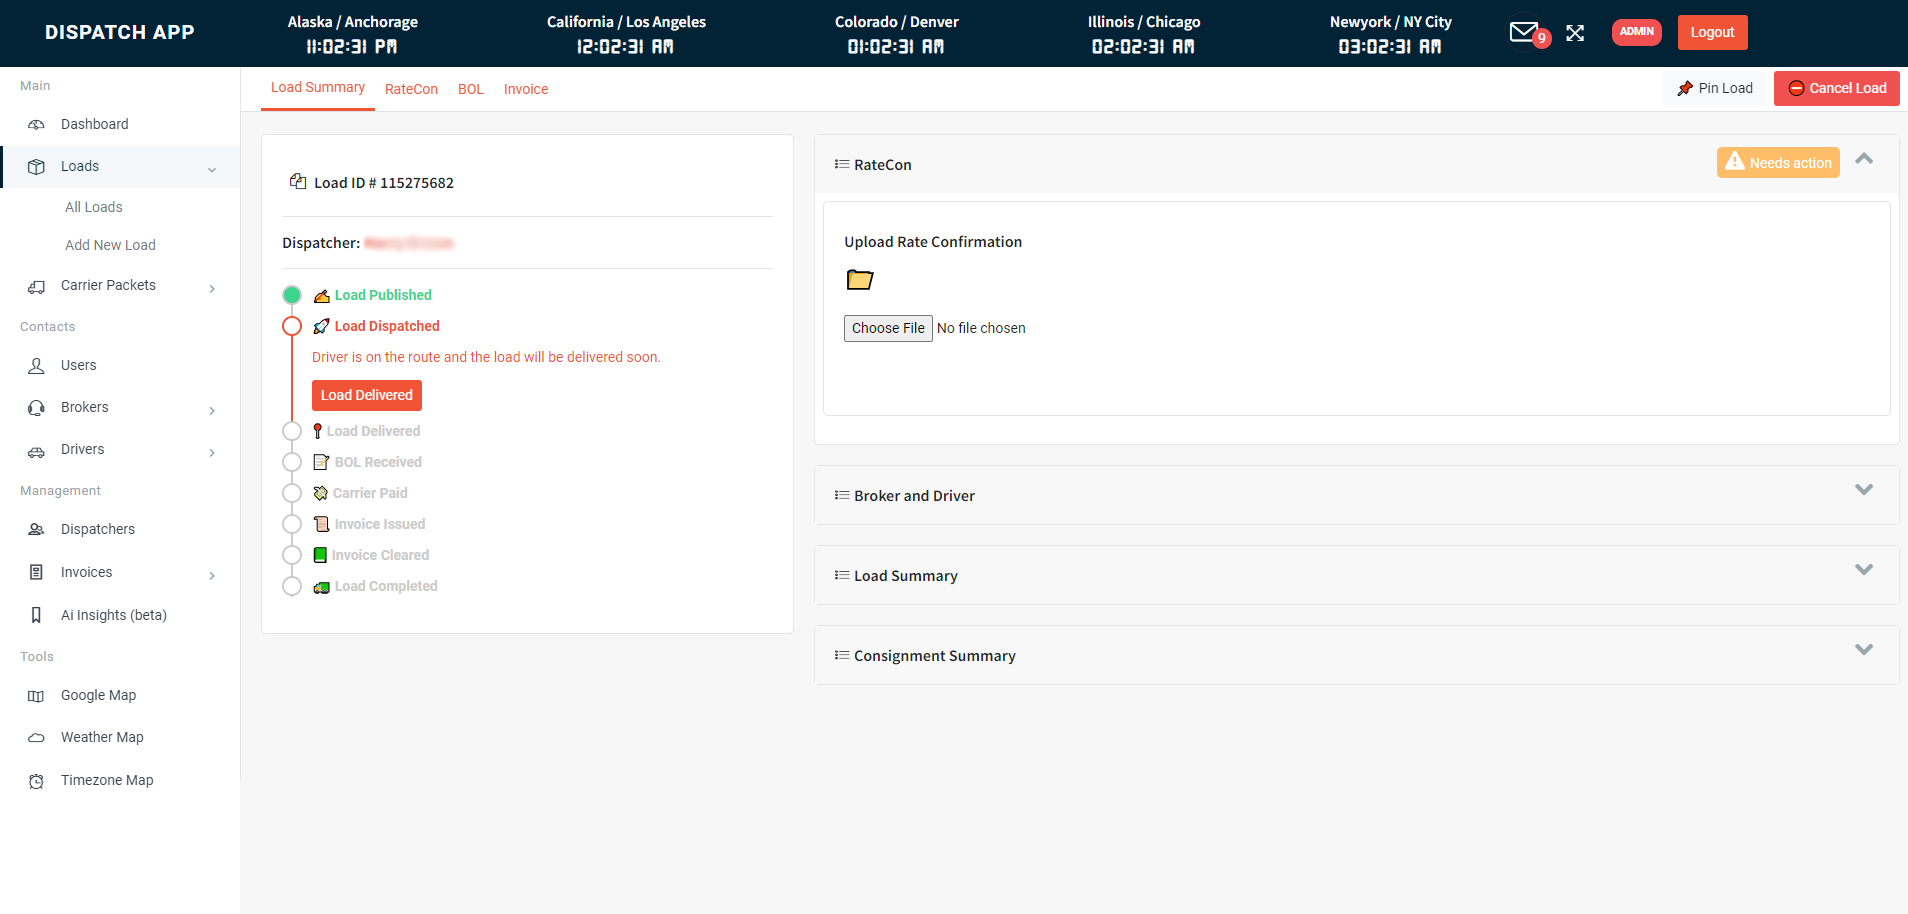 DISPATCH APP
Alaska / Anchorage
11:02:31 PM
California / Los Angeles
12:02:31 AM
Colorado / Denver
01:02:31 AM
Illinois / Chicago
02:02:31 AM
Newyork / NY City
03:02:31 AM
9
ADMIN
Logout
Main
Dashboard
Loads
All Loads
Add New Load
Carrier Packets
Contacts
Users
Brokers
Drivers
Management
Dispatchers
Invoices
Ai Insights (beta)
Tools
Google Map
Weather Map
Timezone Map
Load Summary
RateCon
BOL
Invoice
Pin Load
Cancel Load
Load ID # 115275682
Dispatcher:
Load Published
Load Dispatched
Driver is on the route and the load will be delivered soon.
Load Delivered
Load Delivered
BOL Received
Carrier Paid
Invoice Issued
Invoice Cleared
Load Completed
RateCon
Needs action
Upload Rate Confirmation
Choose File No file chosen
Broker and Driver
Load Summary
Consignment Summary